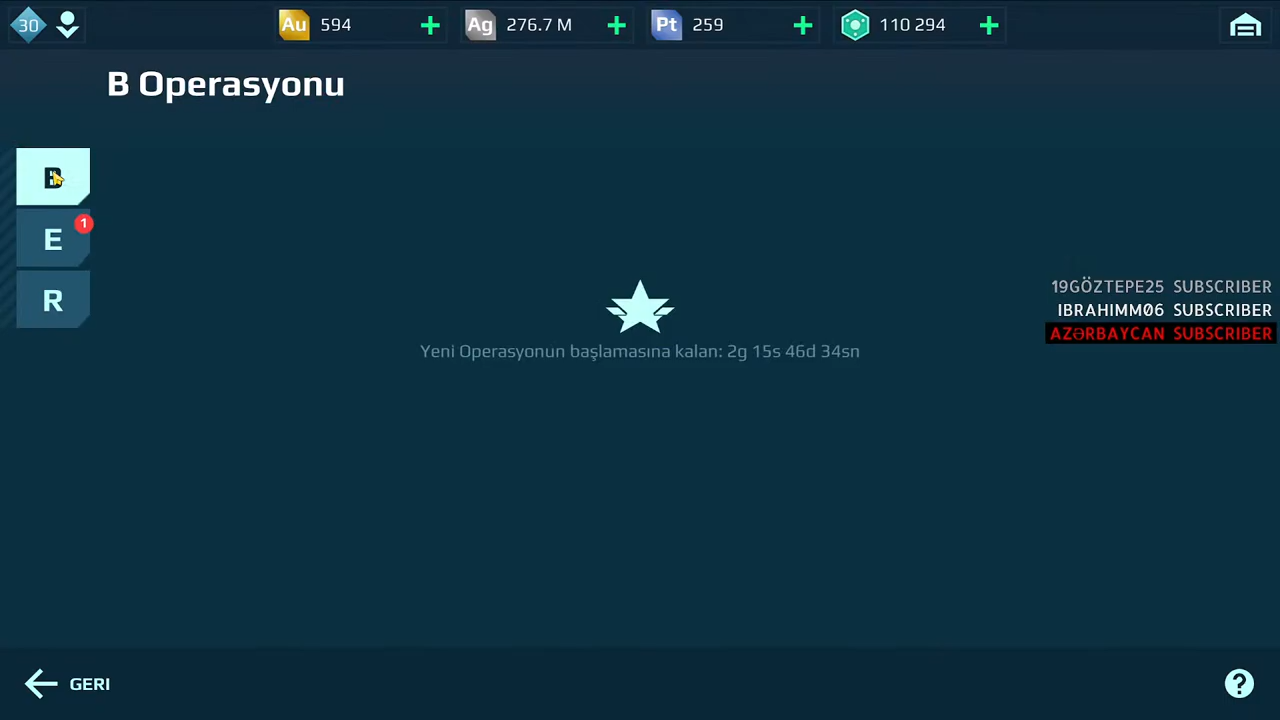 30
Au 594 +
Ag 276.7 M +
Pt 259 +
110 294 +
B Operasyonu
B
E 1
R
19GÖZTEPE25 SUBSCRIBER
IBRAHIMM06 SUBSCRIBER
AZƏRBAYCAN SUBSCRIBER
Yeni Operasyonun başlamasına kalan: 2g 15s 46d 34sn
GERI
?